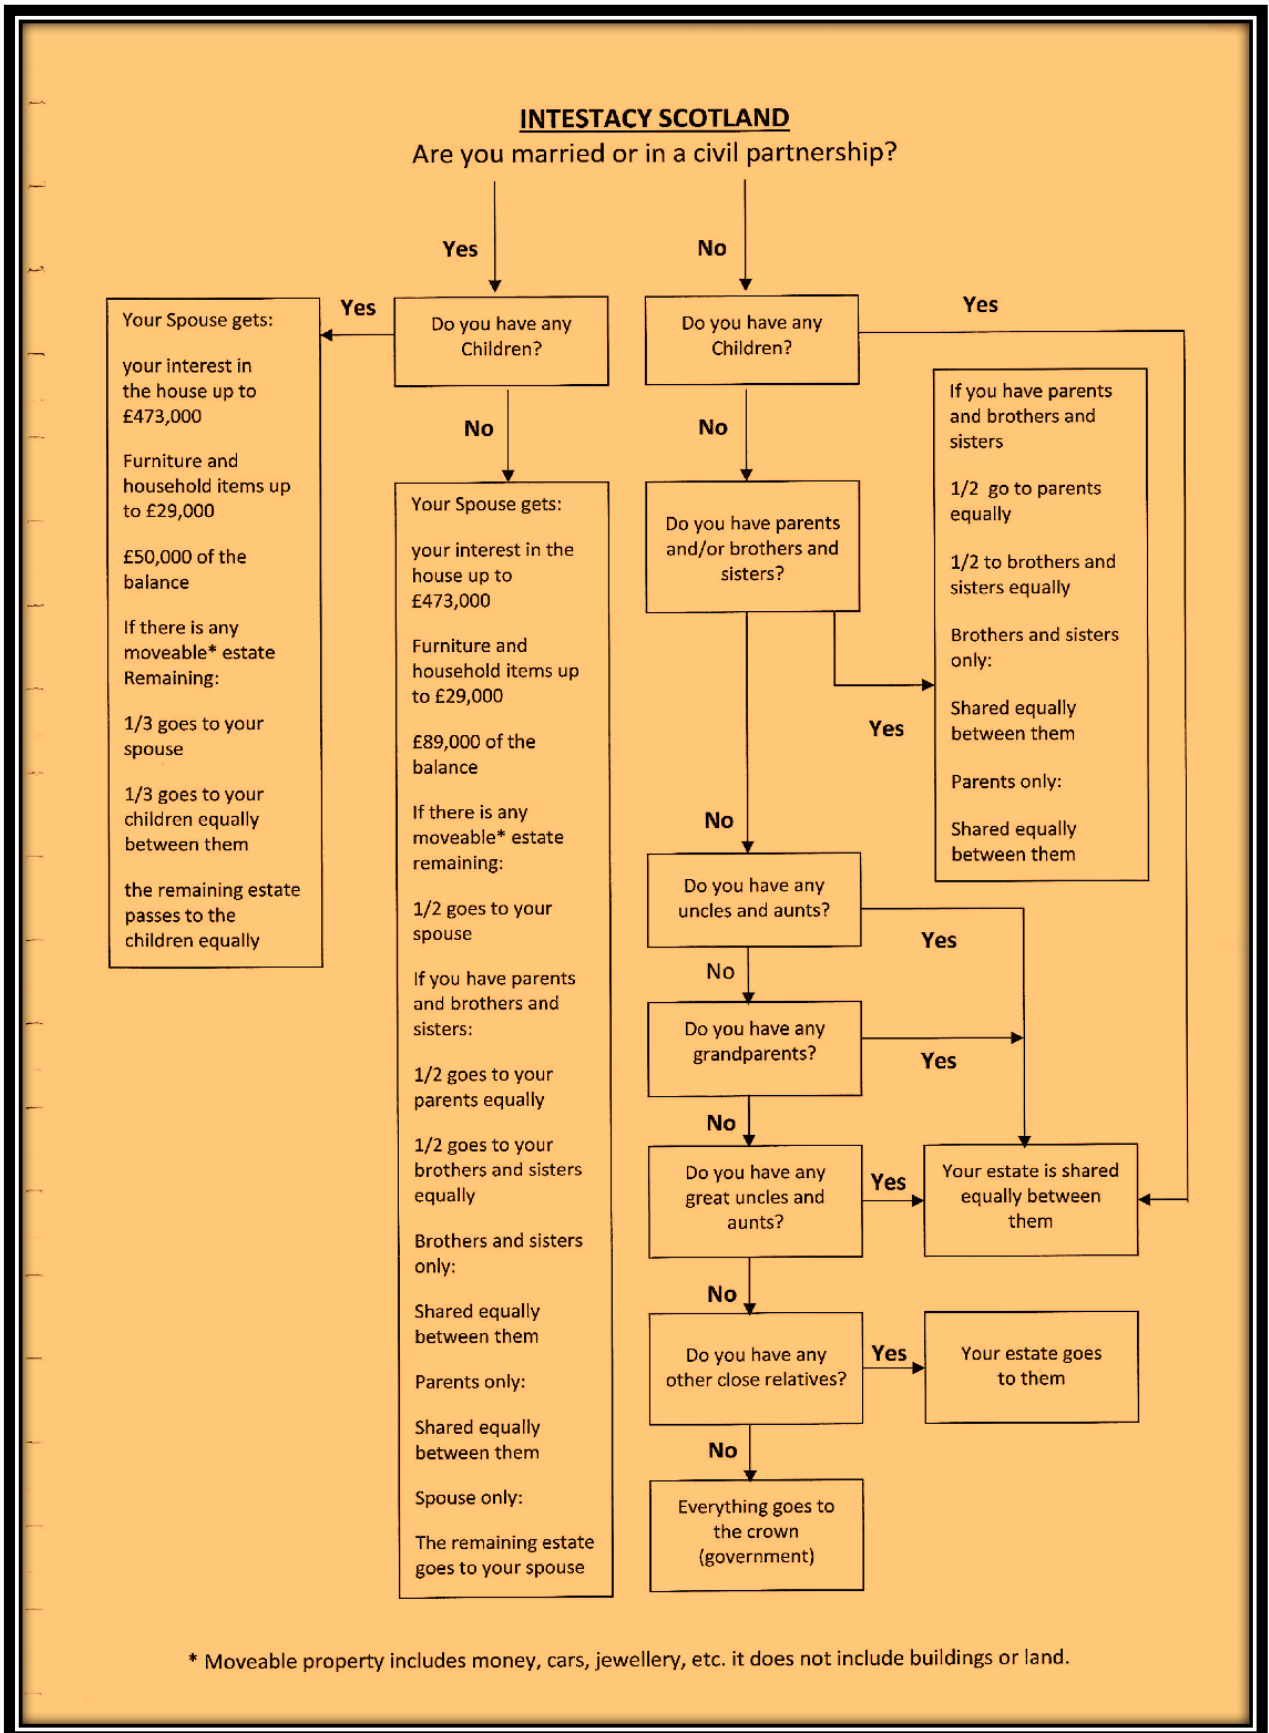 INTESTACY SCOTLAND
Are you married or in a civil partnership?
Yes
No
Your Spouse gets:
your interest in
the house up to
£473,000
Furniture and
household items up
to £29,000
£50,000 of the
balance
If there is any
moveable* estate
Remaining:
1/3 goes to your
spouse
1/3 goes to your
children equally
between them
the remaining estate
passes to the
children equally
Yes
Do you have any
Children?
No
Your Spouse gets:
your interest in the
house up to
£473,000
Furniture and
household items up
to £29,000
£89,000 of the
balance
If there is any
moveable* estate
remaining:
1/2 goes to your
spouse
If you have parents
and brothers and
sisters:
1/2 goes to your
parents equally
1/2 goes to your
brothers and sisters
equally
Brothers and sisters
only:
Shared equally
between them
Parents only:
Shared equally
between them
Spouse only:
The remaining estate
goes to your spouse
Do you have any
Children?
Yes
No
Do you have parents
and/or brothers and
sisters?
Yes
If you have parents
and brothers and
sisters
1/2 go to parents
equally
1/2 to brothers and
sisters equally
Brothers and sisters
only:
Shared equally
between them
Parents only:
Shared equally
between them
No
Do you have any
uncles and aunts?
Yes
No
Do you have any
grandparents?
Yes
No
Do you have any
great uncles and
aunts?
Yes
Your estate is shared
equally between
them
No
Do you have any
other close relatives?
Yes
Your estate goes
to them
No
Everything goes to
the crown
(government)
* Moveable property includes money, cars, jewellery, etc. it does not include buildings or land.